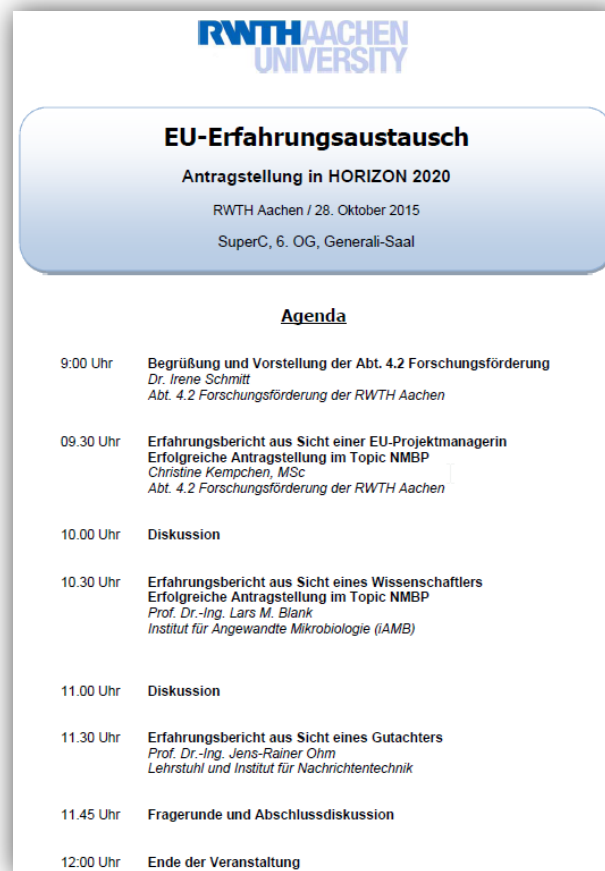 RWTHAACHEN
UNIVERSITY
EU-Erfahrungsaustausch
Antragstellung in HORIZON 2020
RWTH Aachen / 28. Oktober 2015
SuperC, 6. OG, Generali-Saal
Agenda
9:00 Uhr Begrüßung und Vorstellung der Abt. 4.2 Forschungsförderung
Dr. Irene Schmitt
Abt. 4.2 Forschungsförderung der RWTH Aachen
09.30 Uhr Erfahrungsbericht aus Sicht einer EU-Projektmanagerin
Erfolgreiche Antragstellung im Topic NMBP
Christine Kempchen, MSc
Abt. 4.2 Forschungsförderung der RWTH Aachen
10.00 Uhr Diskussion
10.30 Uhr Erfahrungsbericht aus Sicht eines Wissenschaftlers
Erfolgreiche Antragstellung im Topic NMBP
Prof. Dr.-Ing. Lars M. Blank
Institut für Angewandte Mikrobiologie (iAMB)
11.00 Uhr Diskussion
11.30 Uhr Erfahrungsbericht aus Sicht eines Gutachters
Prof. Dr.-Ing. Jens-Rainer Ohm
Lehrstuhl und Institut für Nachrichtentechnik
11.45 Uhr Fragerunde und Abschlussdiskussion
12:00 Uhr Ende der Veranstaltung